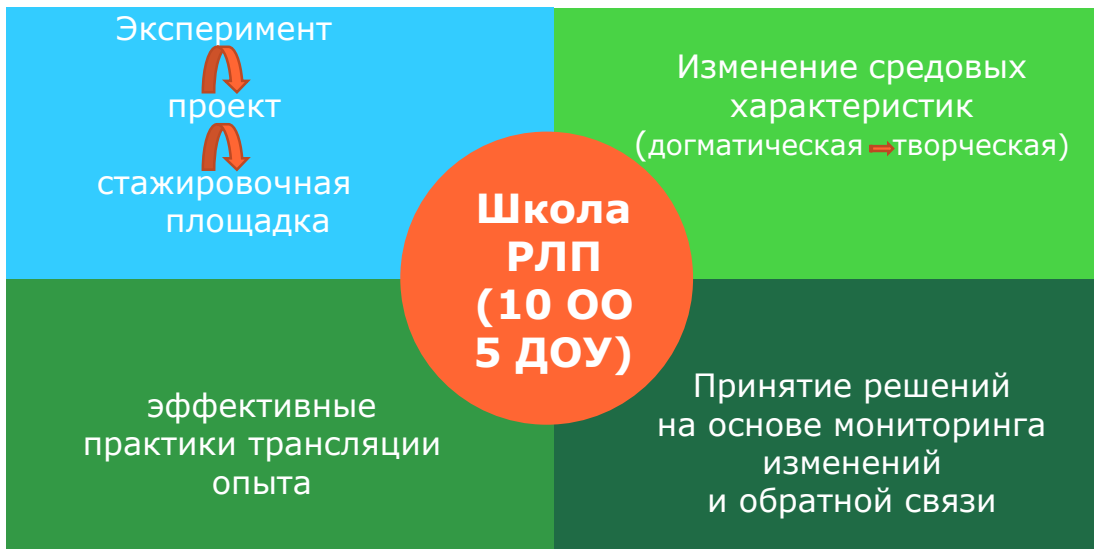 Эксперимент
проект
стажировочная
площадка
Изменение средовых
характеристик
(догматическая творческая)
Школа
РЛП
(10 ОО
5 ДОУ)
эффективные
практики трансляции
опыта
Принятие решений
на основе мониторинга
изменений
и обратной связи